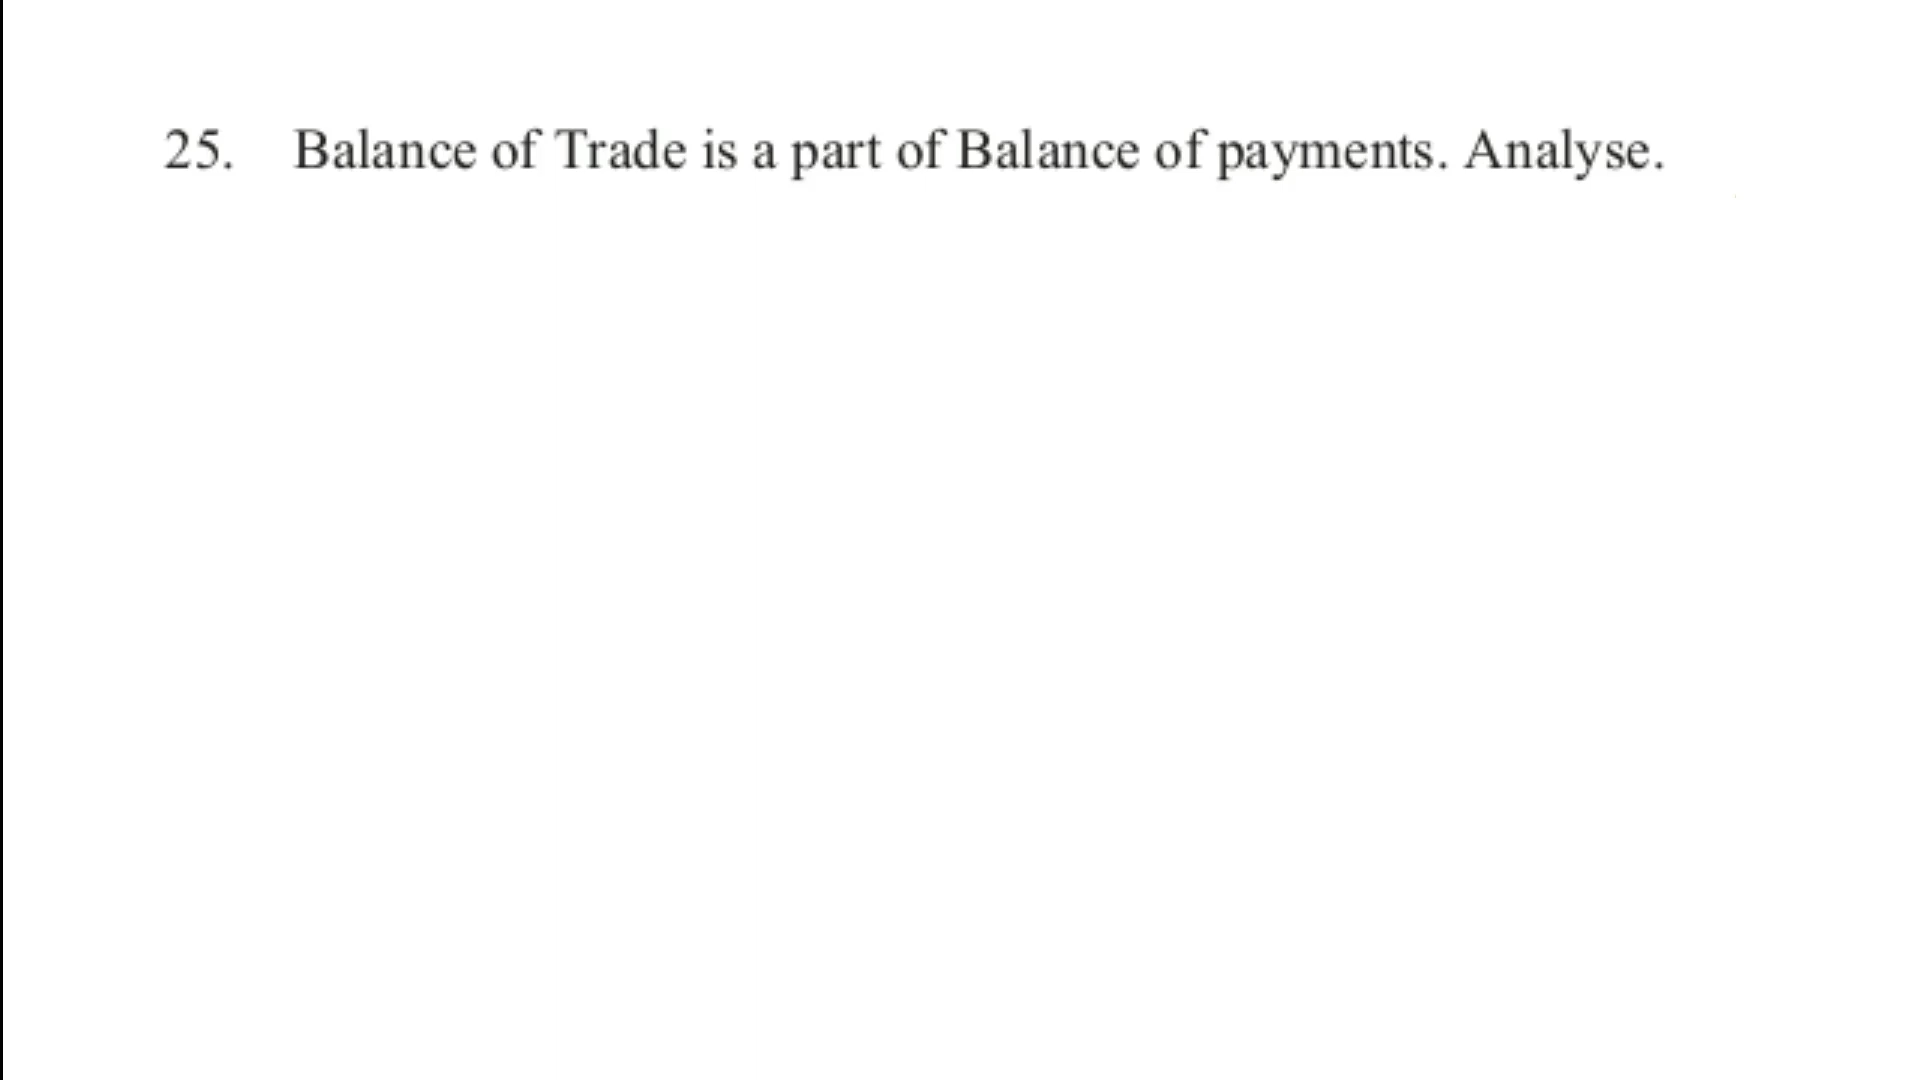 25. Balance of Trade is a part of Balance of payments. Analyse.